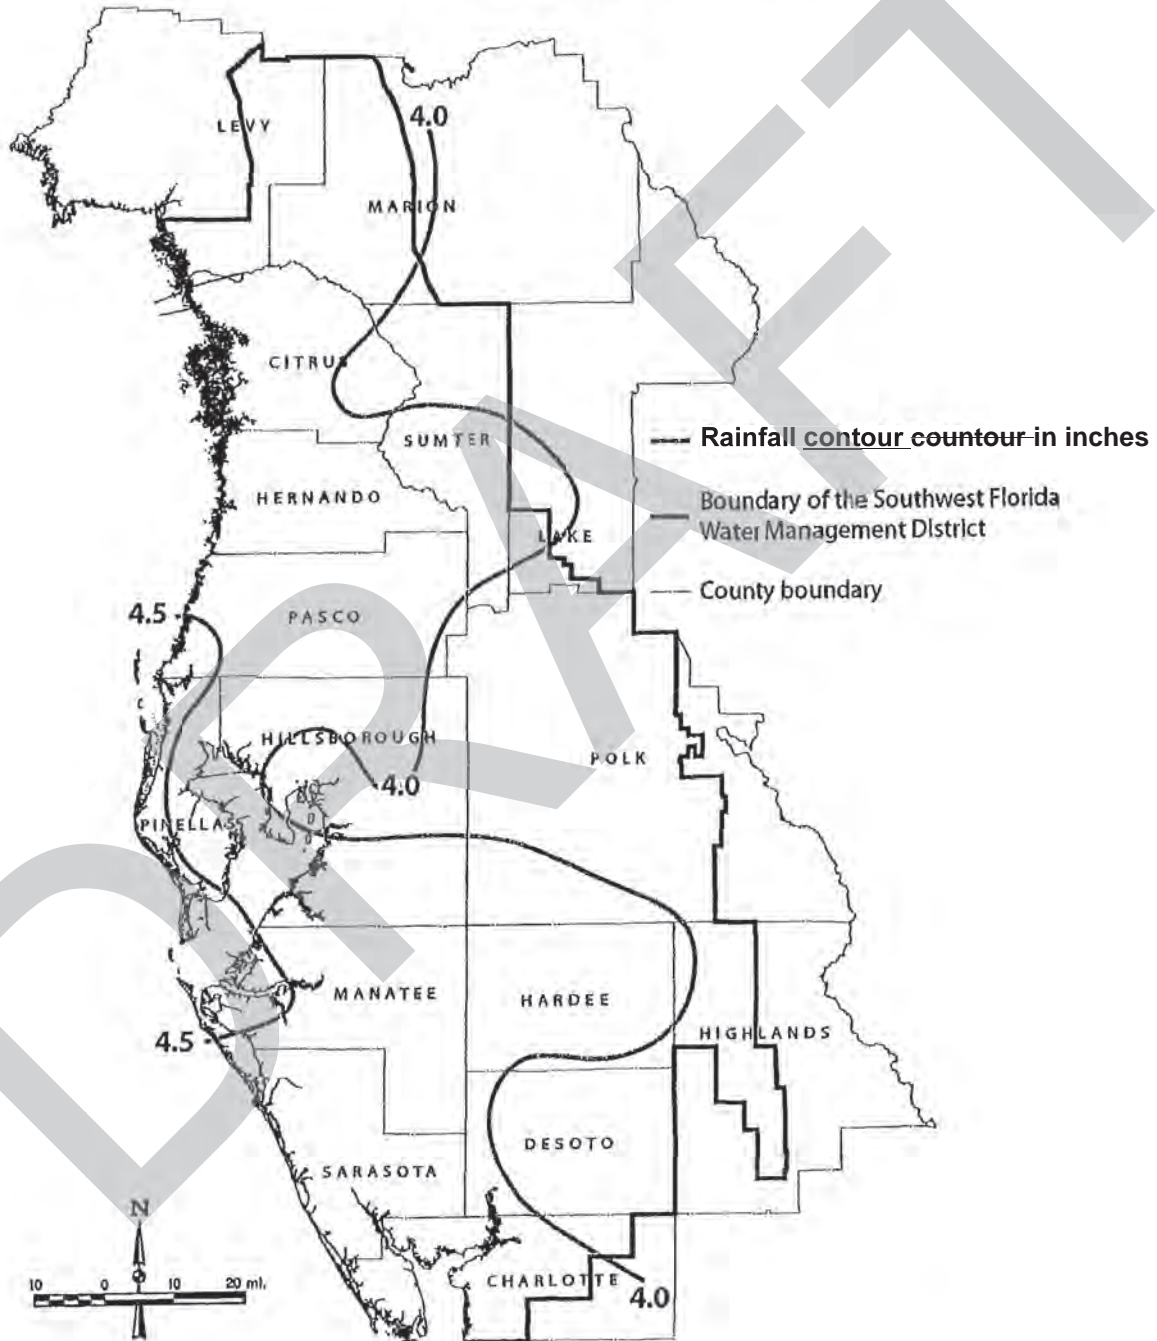 4.0
LEVY
MARION
CITRUS
SUMTER
Rainfall contour countour in inches
HERNANDO
Boundary of the Southwest Florida
Water Management District
LAKE
County boundary
4.5
PASCO
HILLSBOROUGH
POLK
4.0
PINELLAS
MANATEE
HARDEE
HIGHLANDS
4.5
DESOTO
SARASOTA
N
CHARLOTTE
10 0 10 20 mi.
4.0
DRAFT